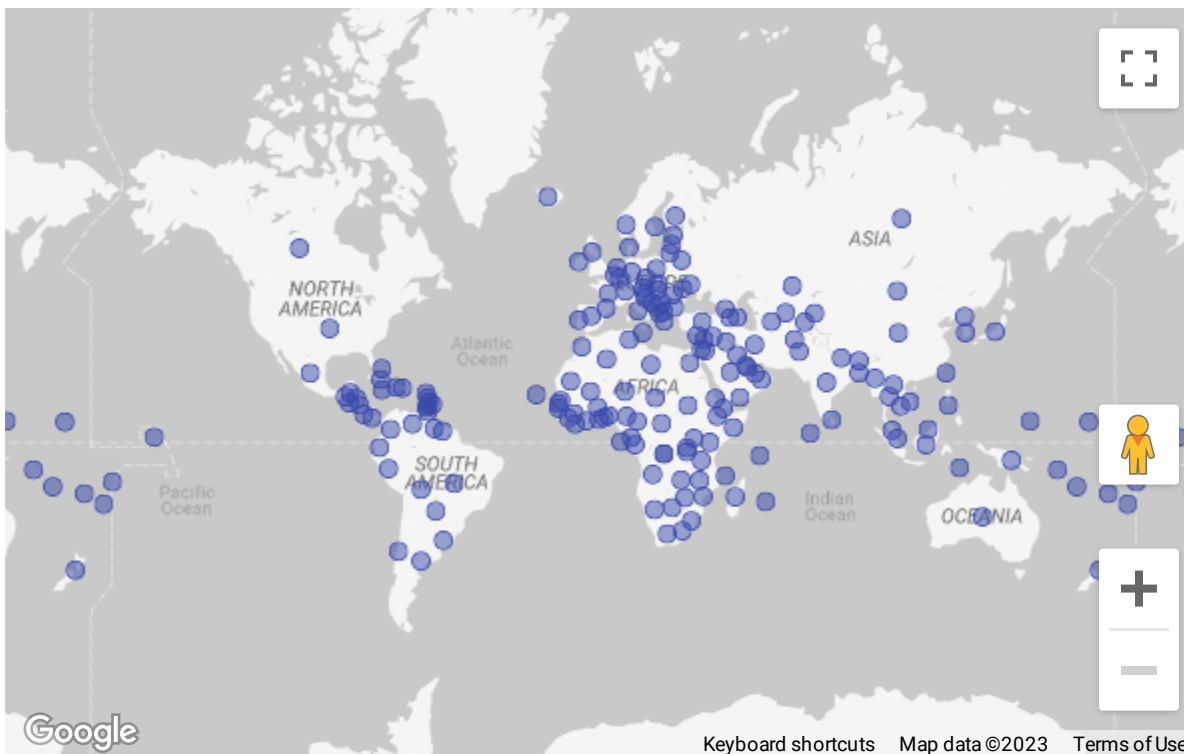 ASIA
NORTH
AMERICA
Atlantic
Ocean
AFRICA
SOUTH
AMERICA
Pacific
Ocean
Indian
Ocean
OCEANIA
Google
Keyboard shortcuts
Map data ©2023
Terms of Use